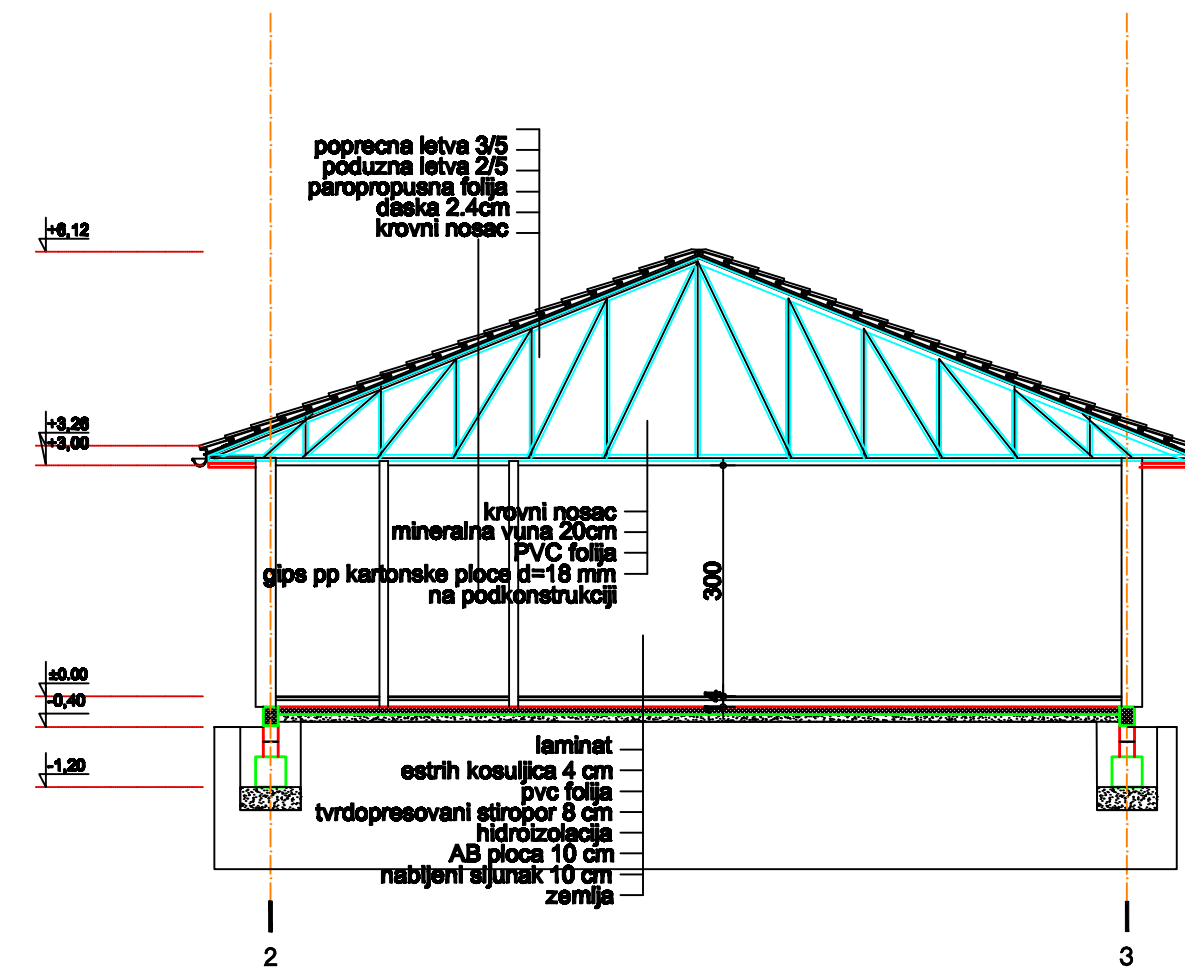 poprecna letva 3/5
poduzna letva 2/5
paropropusna folija
daska 2.4cm
krovni nosac
+6,12
+3,26
+3,00
krovni nosac
mineralna vuna 20cm
PVC folija
gips pp kartonske ploce d=18 mm
na podkonstrukciji
300
±0.00
-0,40
-1,20
laminat
estrih kosuljica 4 cm
pvc folija
tvrdopresovani stiropor 8 cm
hidroizolacija
AB ploca 10 cm
nabijeni sljunak 10 cm
zemlja
2
3